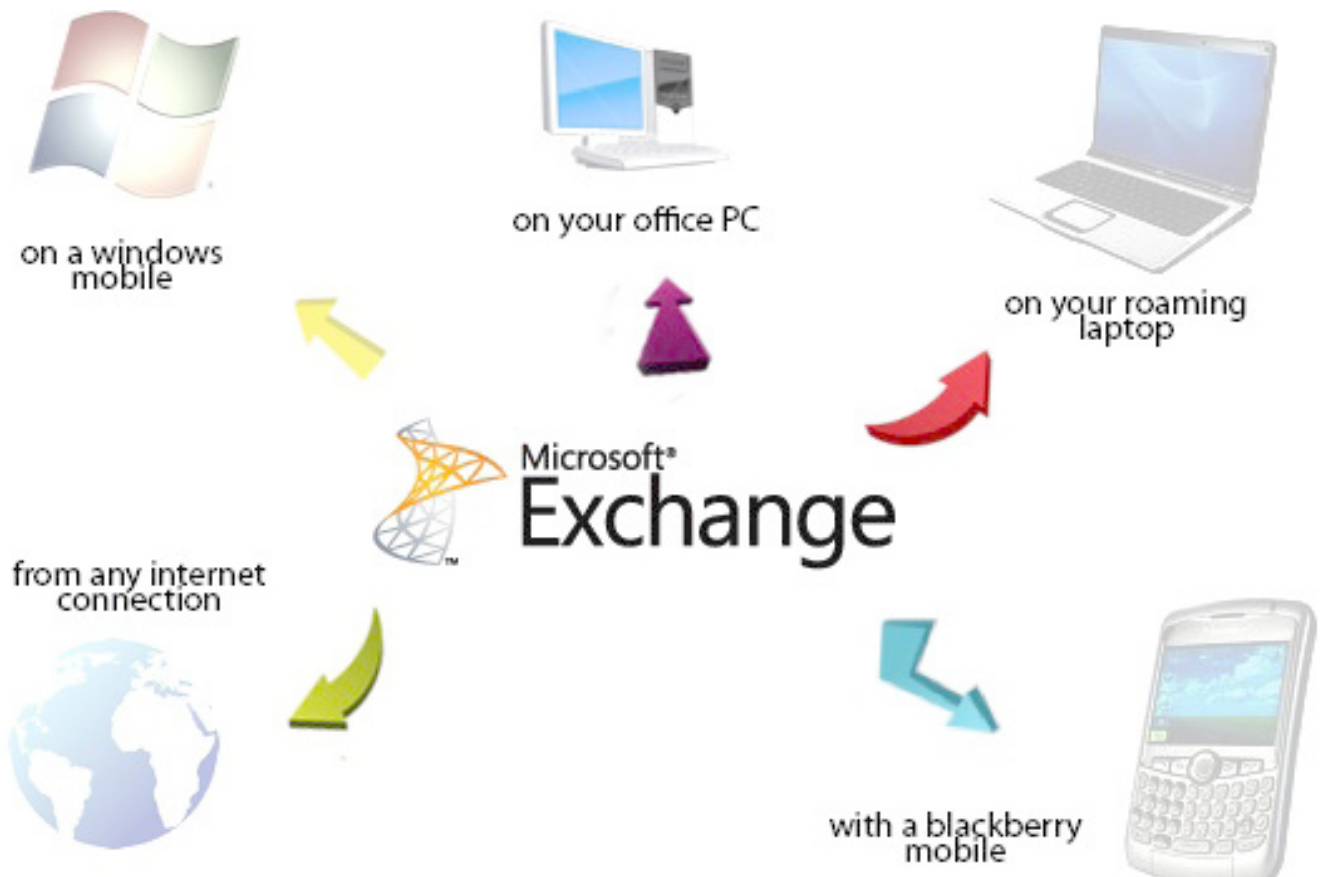 on a windows
mobile
on your office PC
on your roaming
laptop
Microsoft®
Exchange
™
from any internet
connection
with a blackberry
mobile